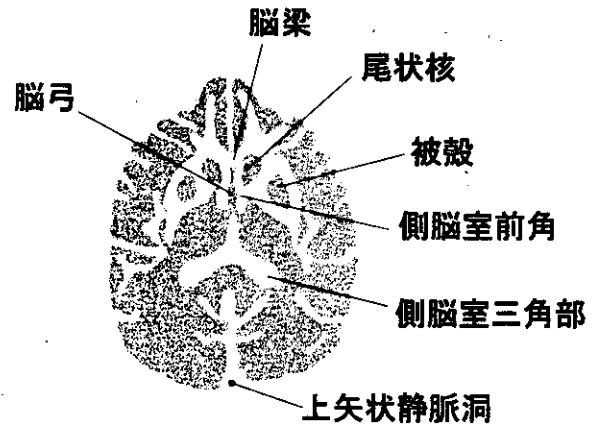 脳梁
尾状核
脳弓
被殻
側脳室前角
側脳室三角部
上矢状静脈洞